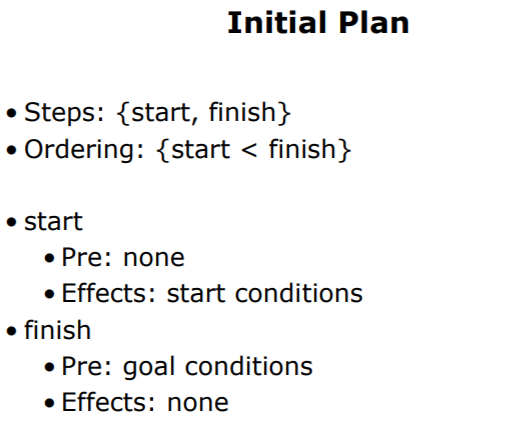 Initial Plan
• Steps: {start, finish}
• Ordering: {start < finish}
• start
• Pre: none
• Effects: start conditions
• finish
• Pre: goal conditions
• Effects: none